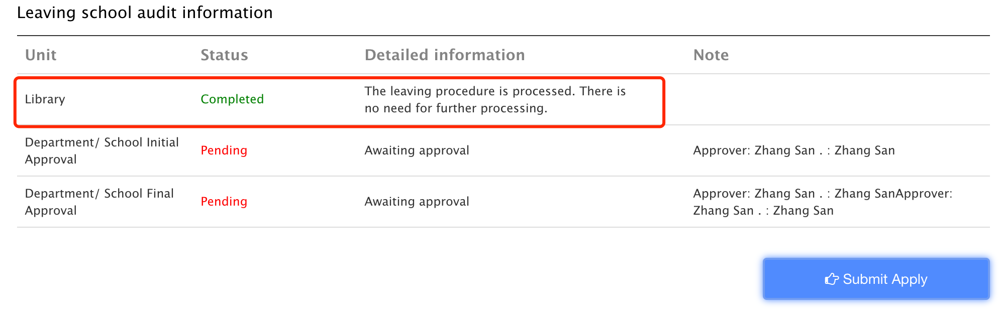 Leaving school audit information
Unit Status Detailed information Note
Library Completed The leaving procedure is processed. There is
no need for further processing.
Department/ School Initial
Approval Pending Awaiting approval Approver: Zhang San . : Zhang San
Department/ School Final
Approval Pending Awaiting approval Approver: Zhang San . : Zhang SanApprover:
Zhang San . : Zhang San
Submit Apply